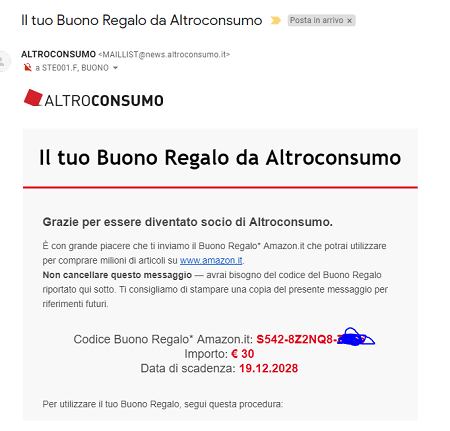 Il tuo Buono Regalo da Altroconsumo
Posta in arrivo ×
ALTROCONSUMO <MAILLIST@news.altroconsumo.it>
a STE001.F, BUONO
ALTROCONSUMO
Il tuo Buono Regalo da Altroconsumo
Grazie per essere diventato socio di Altroconsumo.
È con grande piacere che ti inviamo il Buono Regalo* Amazon.it che potrai utilizzare
per comprare milioni di articoli su www.amazon.it.
Non cancellare questo messaggio — avrai bisogno del codice del Buono Regalo
riportato qui sotto. Ti consigliamo di stampare una copia del presente messaggio per
riferimenti futuri.
Codice Buono Regalo* Amazon.it: S542-8Z2NQ8-
Importo: € 30
Data di scadenza: 19.12.2028
Per utilizzare il tuo Buono Regalo, segui questa procedura: